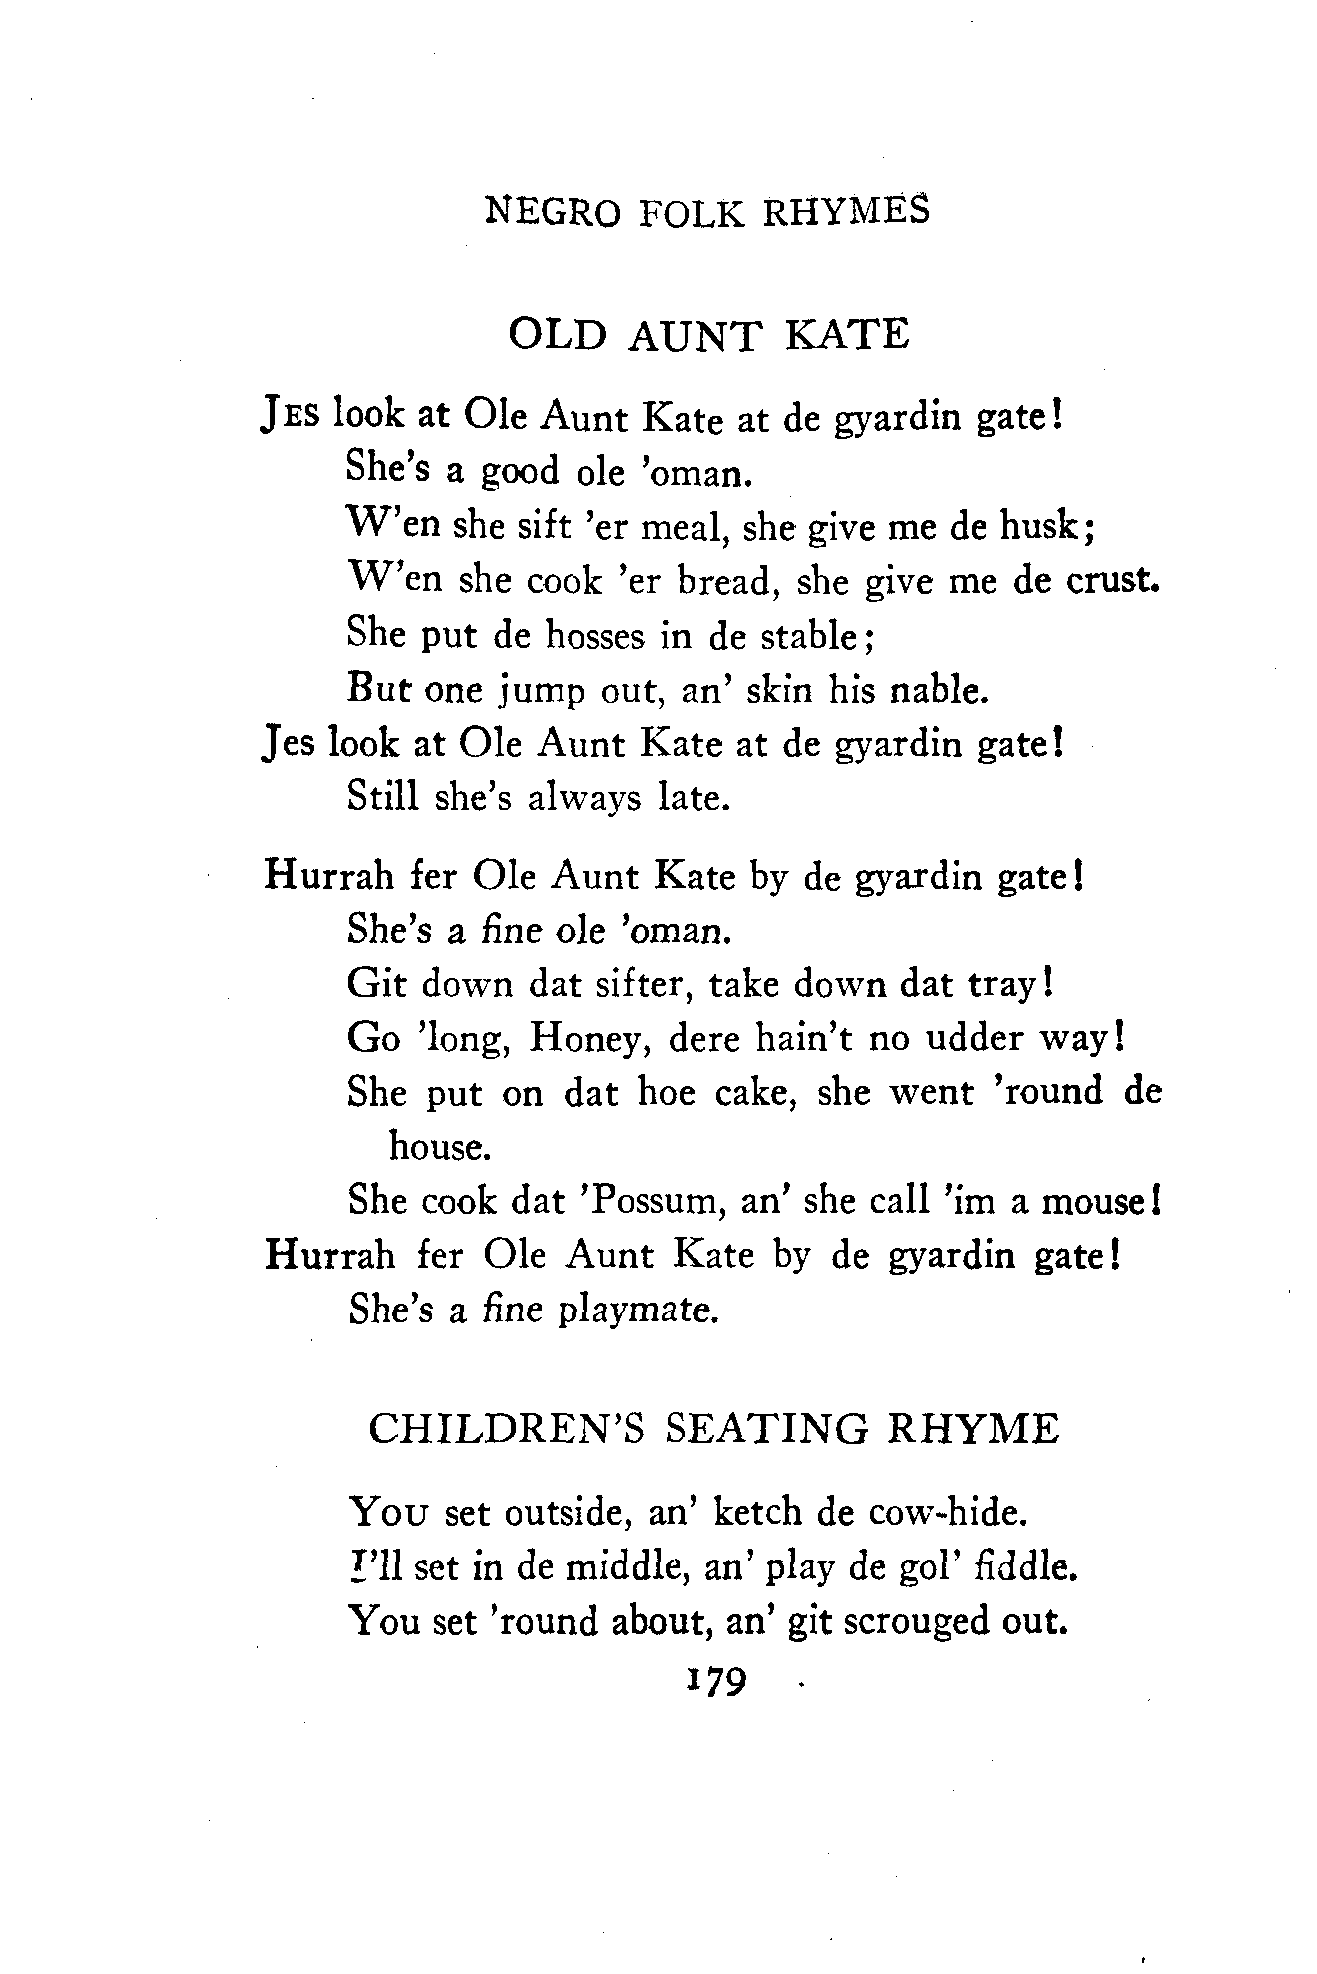 NEGRO FOLK RHYMES
OLD AUNT KATE
JES look at Ole Aunt Kate at de gyardin gate!
She's a good ole 'oman.
W'en she sift 'er meal, she give me de husk;
W'en she cook 'er bread, she give me de crust.
She put de hosses in de stable;
But one jump out, an' skin his nable.
Jes look at Ole Aunt Kate at de gyardin gate!
Still she's always late.
Hurrah fer Ole Aunt Kate by de gyardin gate!
She's a fine ole 'oman.
Git down dat sifter, take down dat tray!
Go 'long, Honey, dere hain't no udder way!
She put on dat hoe cake, she went 'round de
house.
She cook dat 'Possum, an' she call 'im a mouse!
Hurrah fer Ole Aunt Kate by de gyardin gate!
She's a fine playmate.
CHILDREN'S SEATING RHYME
YOU set outside, an' ketch de cow-hide.
I'll set in de middle, an' play de gol' fiddle.
You set 'round about, an' git scrouged out.
179